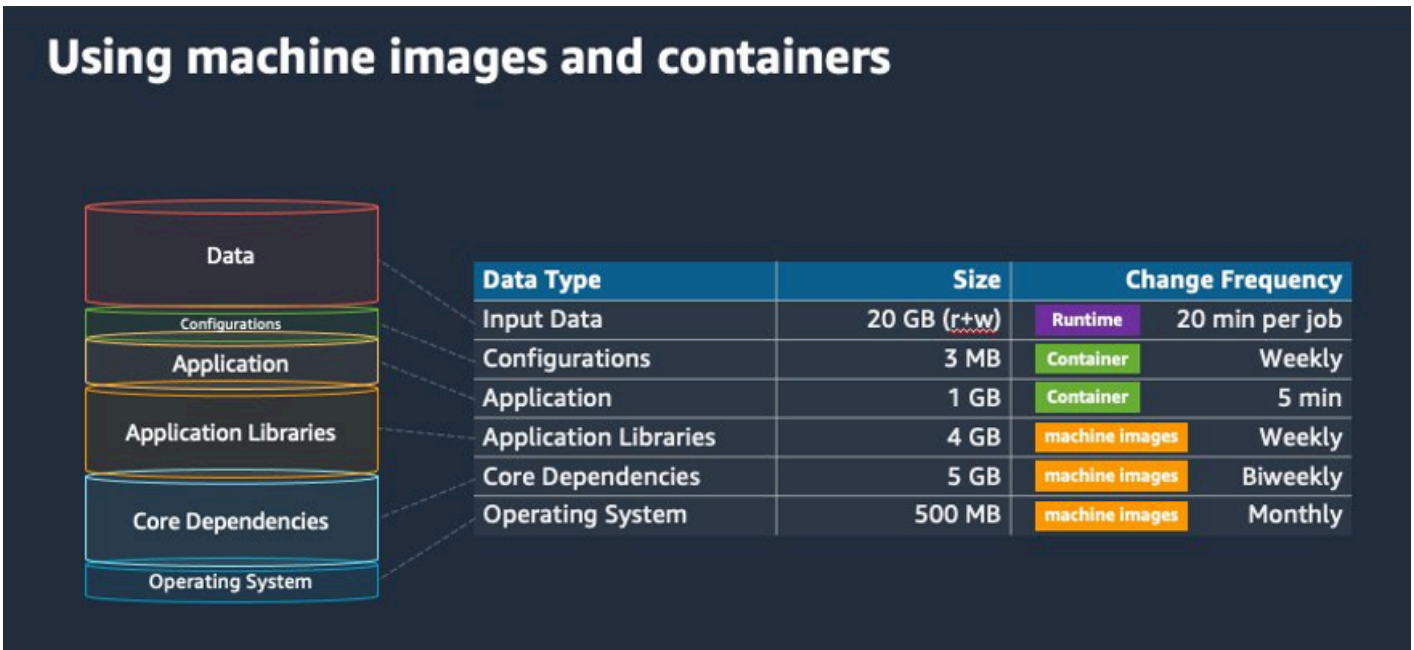 Using machine images and containers
Data
Configurations
Application
Application Libraries
Core Dependencies
Operating System
Data Type Size Change Frequency
Input Data 20 GB (r+w) Runtime 20 min per job
Configurations 3 MB Container Weekly
Application 1 GB Container 5 min
Application Libraries 4 GB machine images Weekly
Core Dependencies 5 GB machine images Biweekly
Operating System 500 MB machine images Monthly